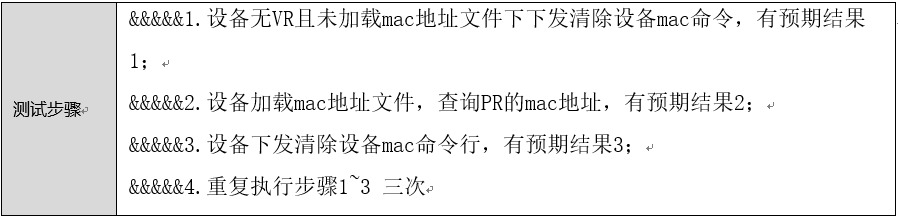 测试步骤
&&&&&1.设备无VR且未加载mac地址文件下下发清除设备mac命令，有预期结果
1；
&&&&&2.设备加载mac地址文件，查询PR的mac地址，有预期结果2；
&&&&&3.设备下发清除设备mac命令行，有预期结果3；
&&&&&4.重复执行步骤1~3 三次